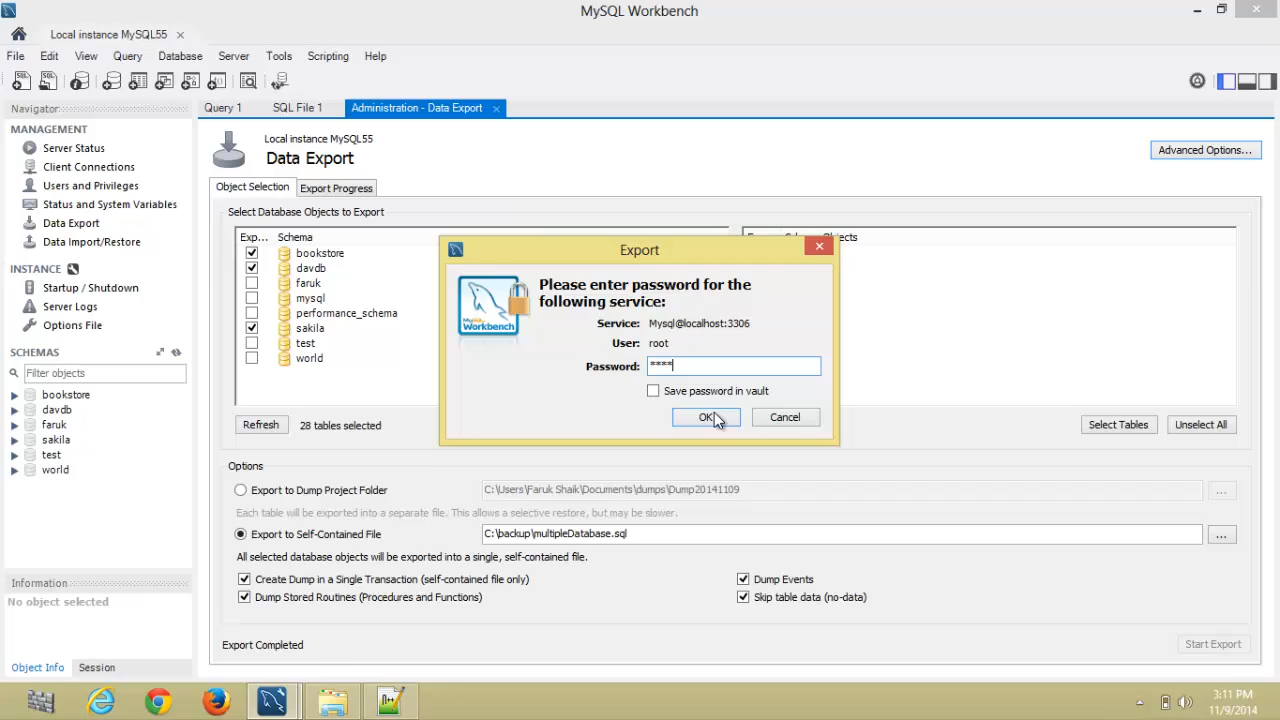 MySQL Workbench
Local instance MySQL55
File Edit View Query Database Server Tools Scripting Help
Navigator
Query 1 SQL File 1 Administration - Data Export
MANAGEMENT
Server Status
Client Connections
Users and Privileges
Status and System Variables
Data Export
Data Import/Restore
INSTANCE
Startup / Shutdown
Server Logs
Options File
SCHEMAS
Filter objects
bookstore
davdb
faruk
sakila
test
world
Information
No object selected
Object Info Session
Local instance MySQL55
Data Export
Advanced Options...
Object Selection Export Progress
Select Database Objects to Export
Exp... Schema
bookstore
davdb
faruk
mysql
performance_schema
sakila
test
world
Refresh 28 tables selected
Select Tables Unselect All
Export
Please enter password for the
following service:
Service: Mysql@localhost:3306
User: root
Password: ****
Save password in vault
OK Cancel
MySQL
Workbench
Options
Export to Dump Project Folder C:\Users\Faruk Shaik\Documents\dumps\Dump20141109 ...
Each table will be exported into a separate file. This allows a selective restore, but may be slower.
Export to Self-Contained File C:\backup\multipleDatabase.sql ...
All selected database objects will be exported into a single, self-contained file.
Create Dump in a Single Transaction (self-contained file only) Dump Events
Dump Stored Routines (Procedures and Functions) Skip table data (no-data)
Export Completed Start Export
3:11 PM
11/9/2014